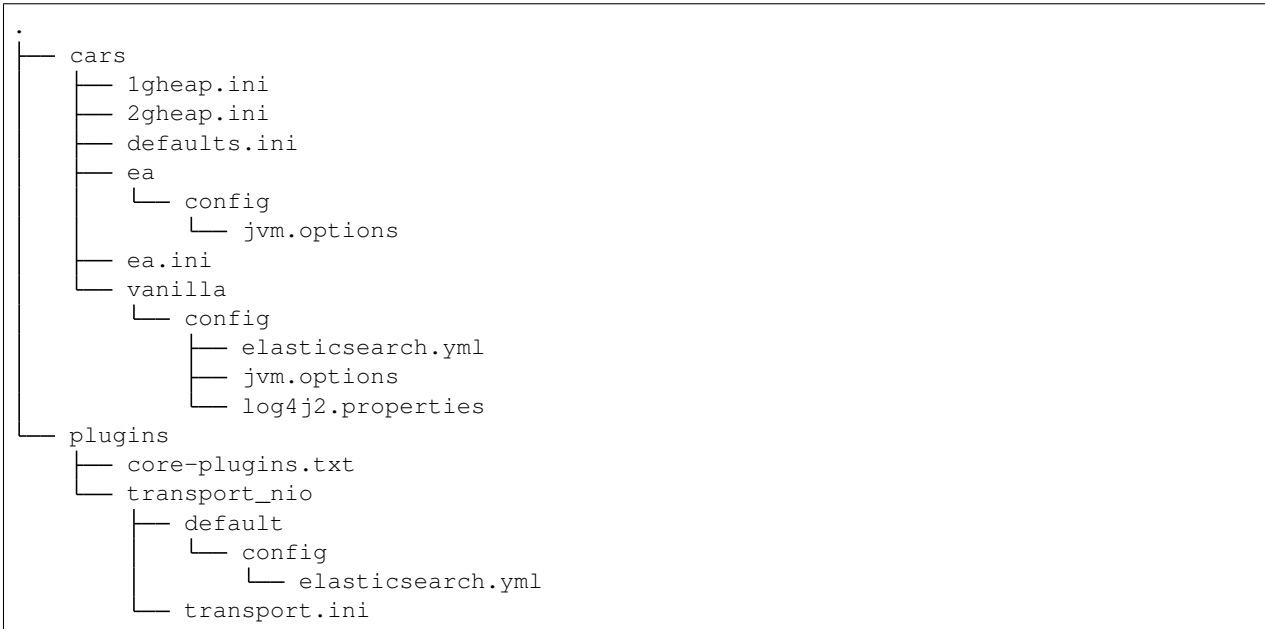 .
├── cars
│   ├── 1gheap.ini
│   ├── 2gheap.ini
│   ├── defaults.ini
│   ├── ea
│   │   └── config
│   │       └── jvm.options
│   ├── ea.ini
│   └── vanilla
│       └── config
│           ├── elasticsearch.yml
│           ├── jvm.options
│           └── log4j2.properties
└── plugins
    ├── core-plugins.txt
    └── transport_nio
        ├── default
        │   └── config
        │       └── elasticsearch.yml
        └── transport.ini